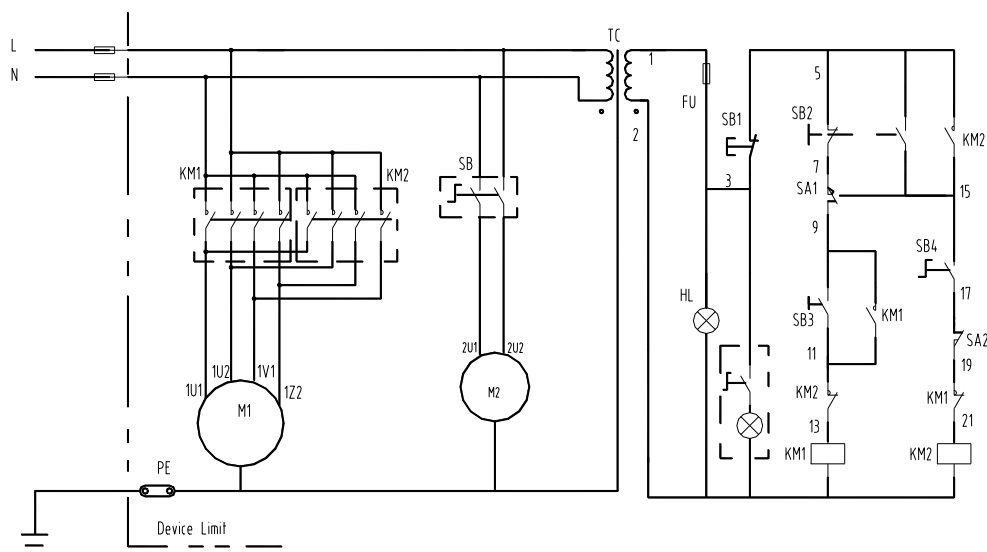 L
N
TC
1
2
FU
SB1
3
5
SB2
7
SA1
9
KM2
15
SB4
17
SA2
19
KM1
21
KM2
KM1
KM2
SB
HL
SB3
11
KM1
KM2
13
KM1
1U1
1U2
1V1
1Z2
M1
2U1
2U2
M2
PE
Device Limit